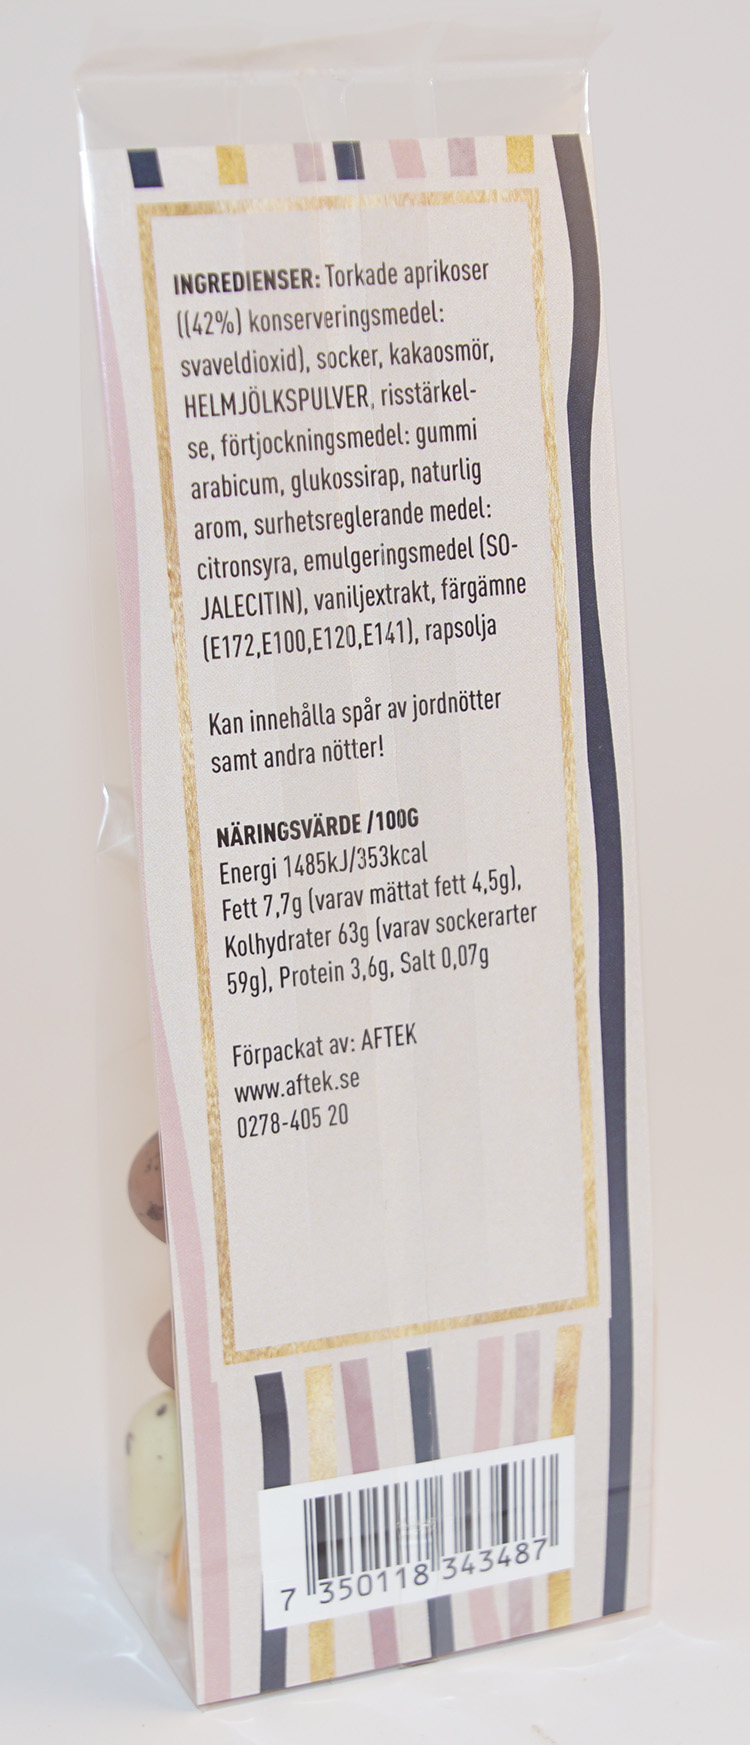 INGREDIENSER: Torkade aprikoser
((42%) konserveringsmedel:
svaveldioxid), socker, kakaosmör,
HELMJÖLKSPULVER, risstärkel-
se, förtjockningsmedel: gummi
arabicum, glukossirap, naturlig
arom, surhetsreglerande medel:
citronsyra, emulgeringsmedel (SO-
JALECITIN), vaniljextrakt, färgämne
(E172,E100,E120,E141), rapsolja
Kan innehålla spår av jordnötter
samt andra nötter!
NÄRINGSVÄRDE /100G
Energi 1485kJ/353kcal
Fett 7,7g (varav mättat fett 4,5g),
Kolhydrater 63g (varav sockerarter
59g), Protein 3,6g, Salt 0,07g
Förpackat av: AFTEK
www.aftek.se
0278-405 20
7 350118 343487